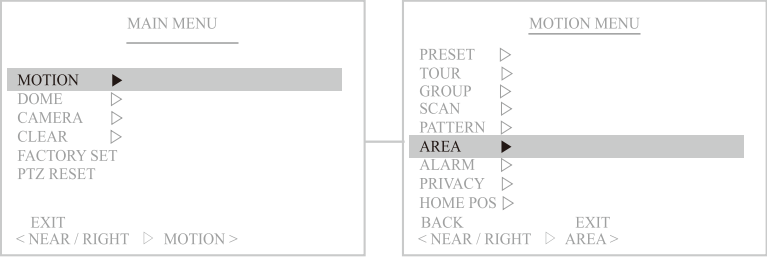 MAIN MENU
MOTION ▶
DOME ▷
CAMERA ▷
CLEAR ▷
FACTORY SET
PTZ RESET
EXIT
< NEAR / RIGHT ▷ MOTION >
MOTION MENU
PRESET ▷
TOUR ▷
GROUP ▷
SCAN ▷
PATTERN ▷
AREA ▶
ALARM ▷
PRIVACY ▷
HOME POS ▷
BACK EXIT
< NEAR / RIGHT ▷ AREA >